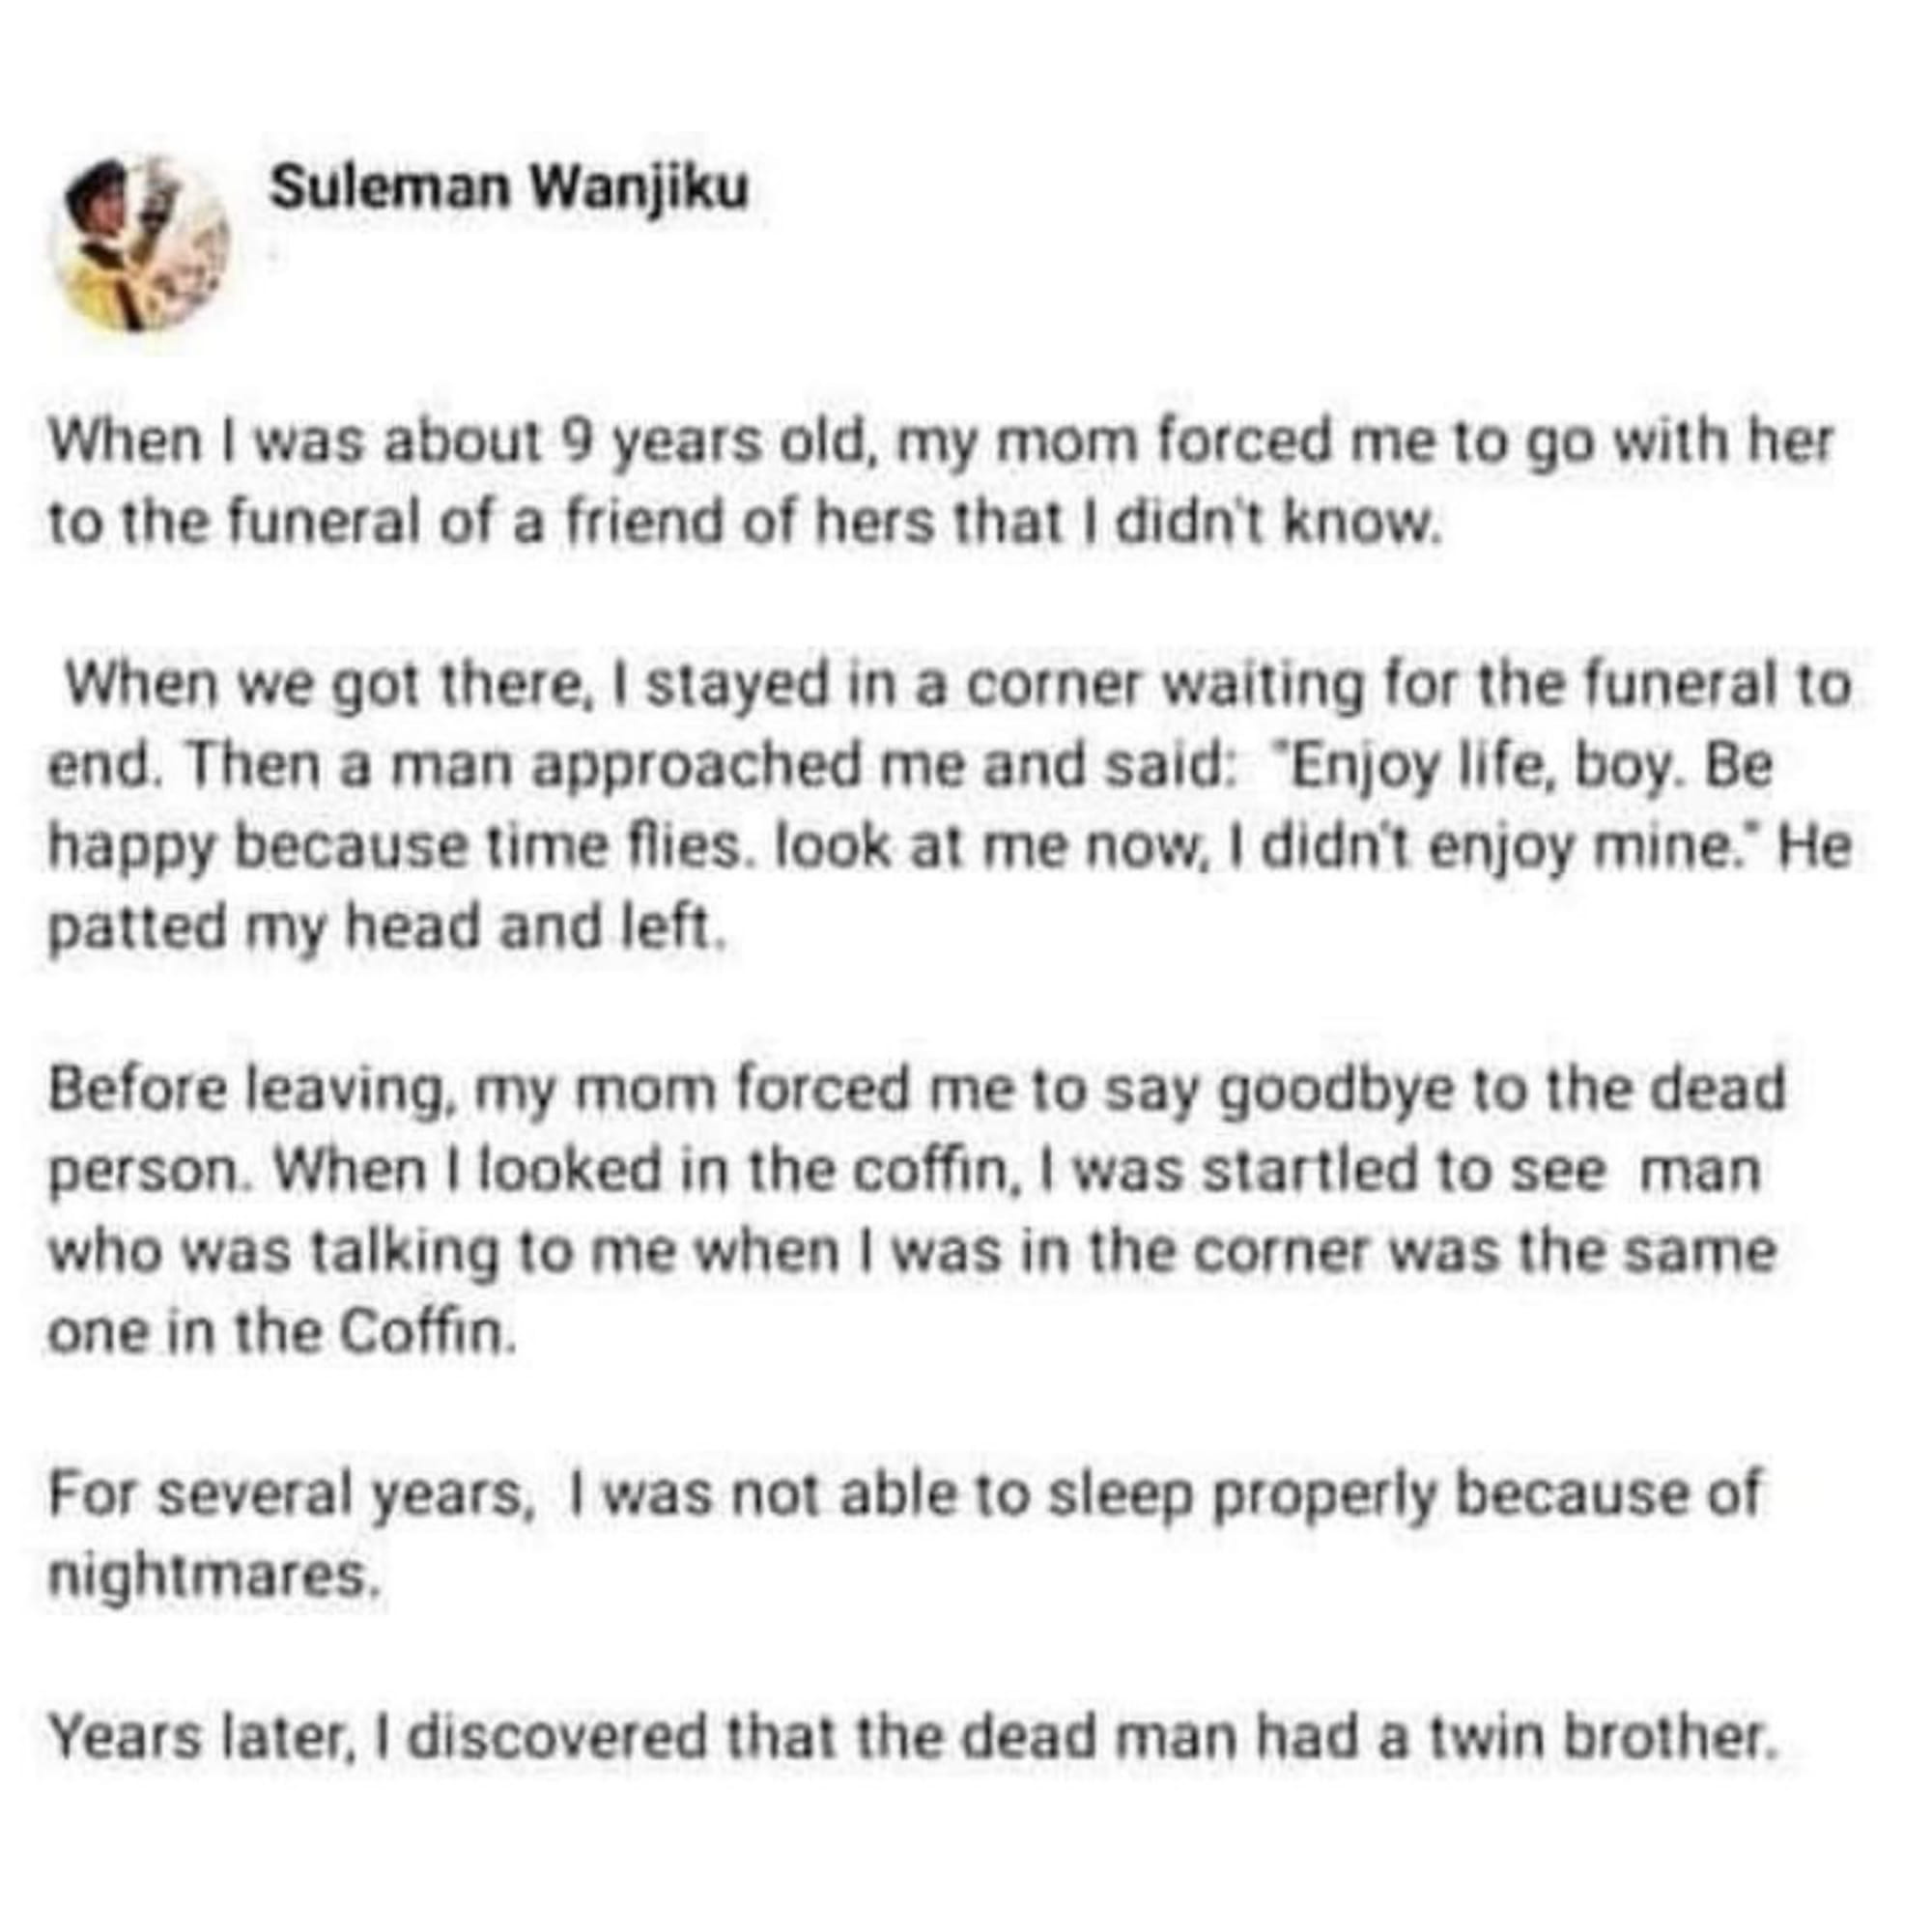 Suleman Wanjiku
When I was about 9 years old, my mom forced me to go with her
to the funeral of a friend of hers that I didn't know.
When we got there, I stayed in a corner waiting for the funeral to
end. Then a man approached me and said: "Enjoy life, boy. Be
happy because time flies. look at me now, I didn't enjoy mine." He
patted my head and left.
Before leaving, my mom forced me to say goodbye to the dead
person. When I looked in the coffin, I was startled to see man
who was talking to me when I was in the corner was the same
one in the Coffin.
For several years, I was not able to sleep properly because of
nightmares.
Years later, I discovered that the dead man had a twin brother.